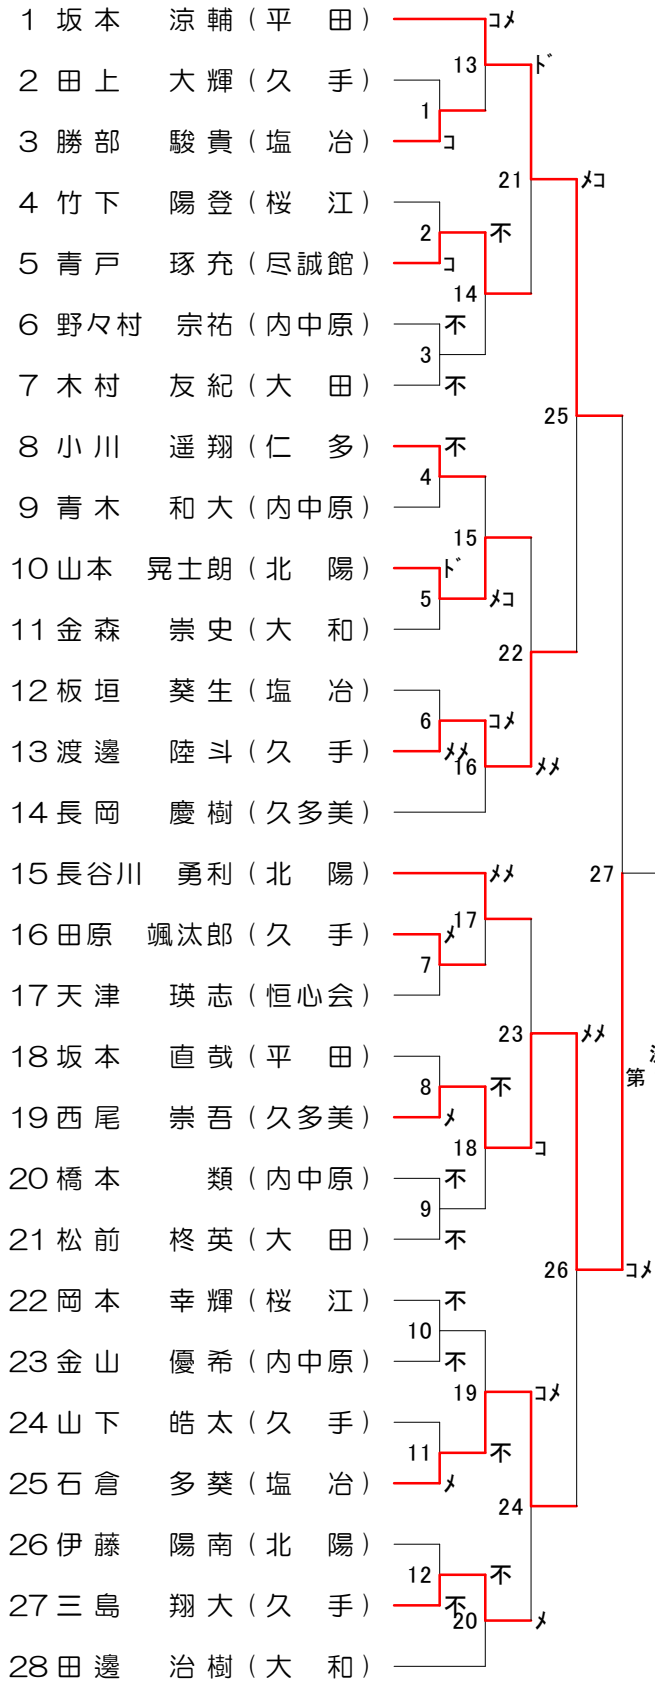 1 坂本 涼輔(平 田) コメ
13 ド
2 田上 大輝(久 手)
1
3 勝部 駿貴(塩 冶) コ
21 メコ
4 竹下 陽登(桜 江)
2 不
5 青戸 琢充(尽誠館) コ
14
6 野々村 宗祐(内中原) 不
3
7 木村 友紀(大 田) 不
25
8 小川 遥翔(仁 多) 不
4
9 青木 和大(内中原)
15
10 山本 晃士朗(北 陽) ド
5 メコ
11 金森 崇史(大 和)
22
12 板垣 葵生(塩 冶)
6 コメ
13 渡邊 陸斗(久 手) メメ
16 メメ
14 長岡 慶樹(久多美)
15 長谷川 勇利(北 陽) メメ
27
17
16 田原 颯汰郎(久 手) メ
7
17 天津 瑛志(恒心会)
23 メメ
18 坂本 直哉(平 田)
第
8 不
19 西尾 崇吾(久多美) メ
18 コ
20 橋本 類(内中原) 不
9
21 松前 柊英(大 田) 不
26 コメ
22 岡本 幸輝(桜 江) 不
10
23 金山 優希(内中原) 不
19 コメ
24 山下 皓太(久 手)
11 不
25 石倉 多葵(塩 冶) メ
24
26 伊藤 陽南(北 陽)
12 不
27 三島 翔大(久 手) 不
20 メ
28 田邊 治樹(大 和)